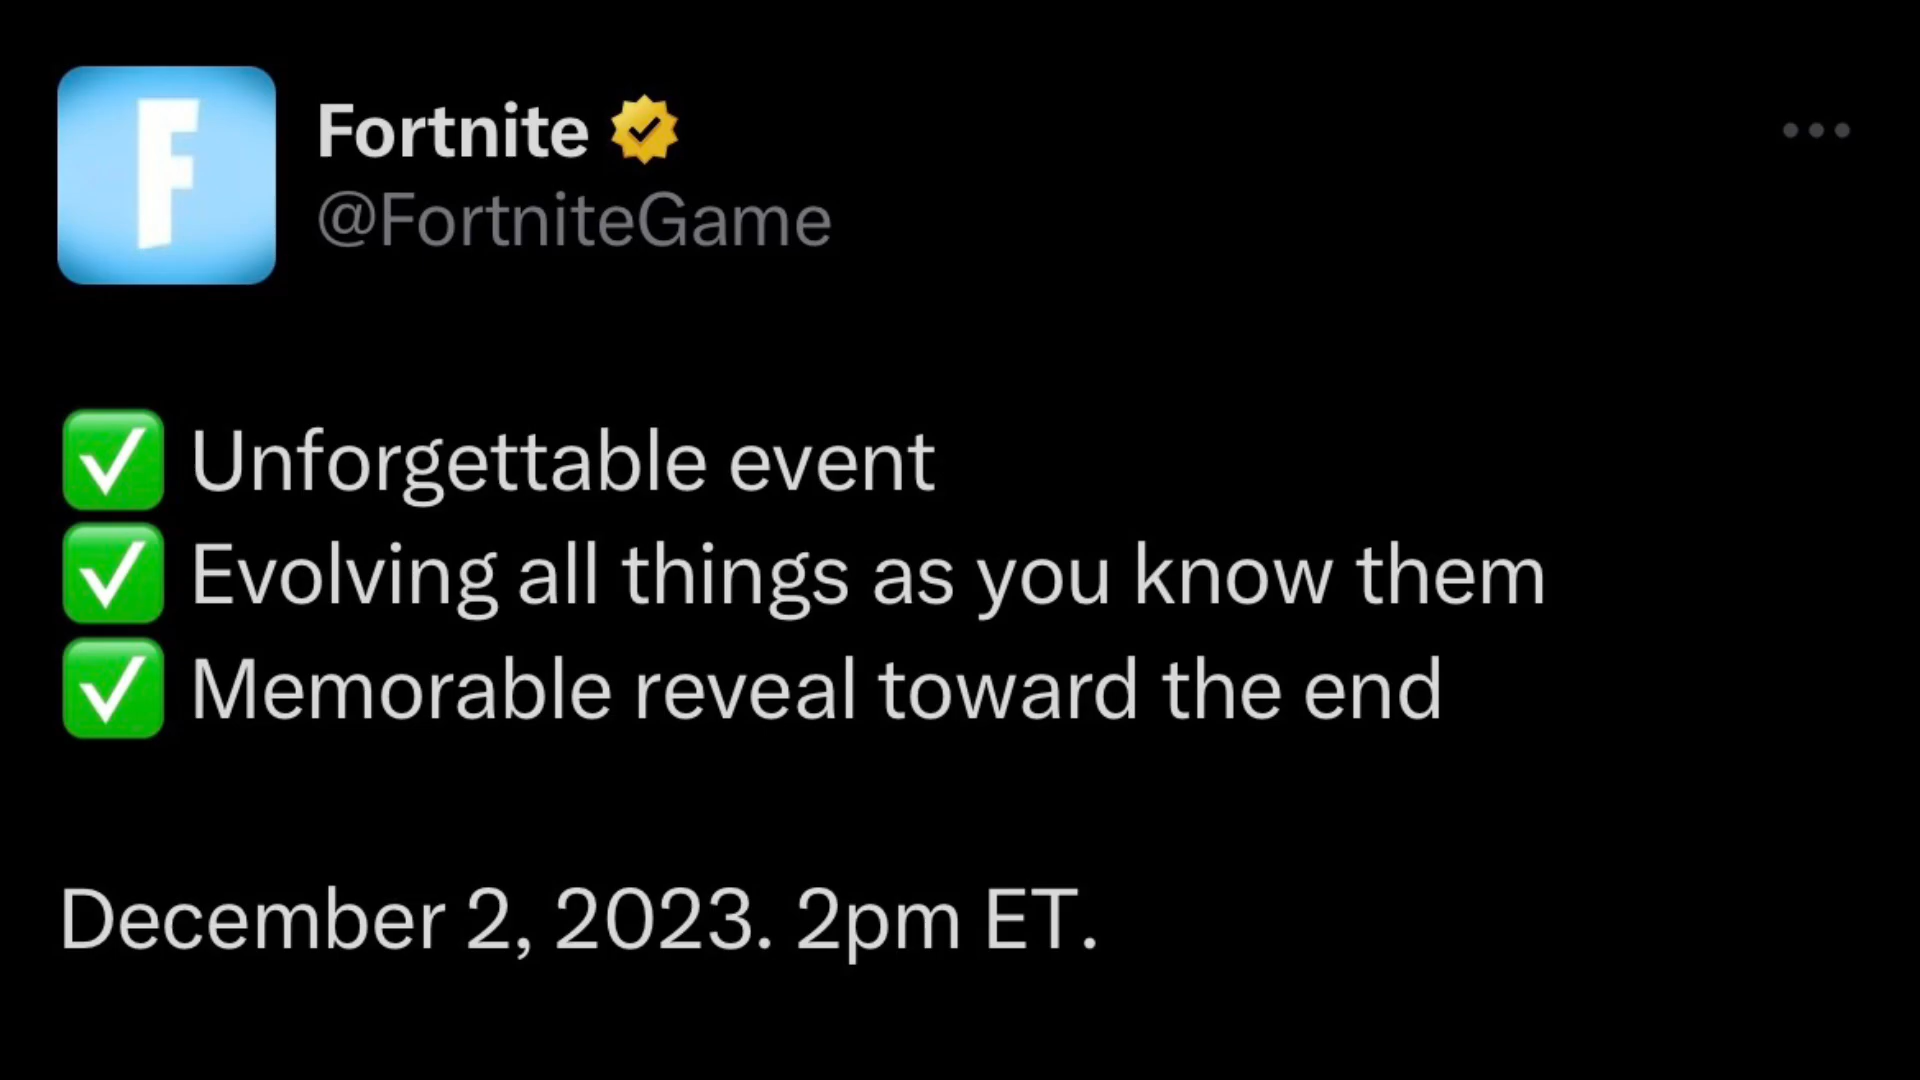 F
Fortnite
@FortniteGame
✅ Unforgettable event
✅ Evolving all things as you know them
✅ Memorable reveal toward the end
December 2, 2023. 2pm ET.